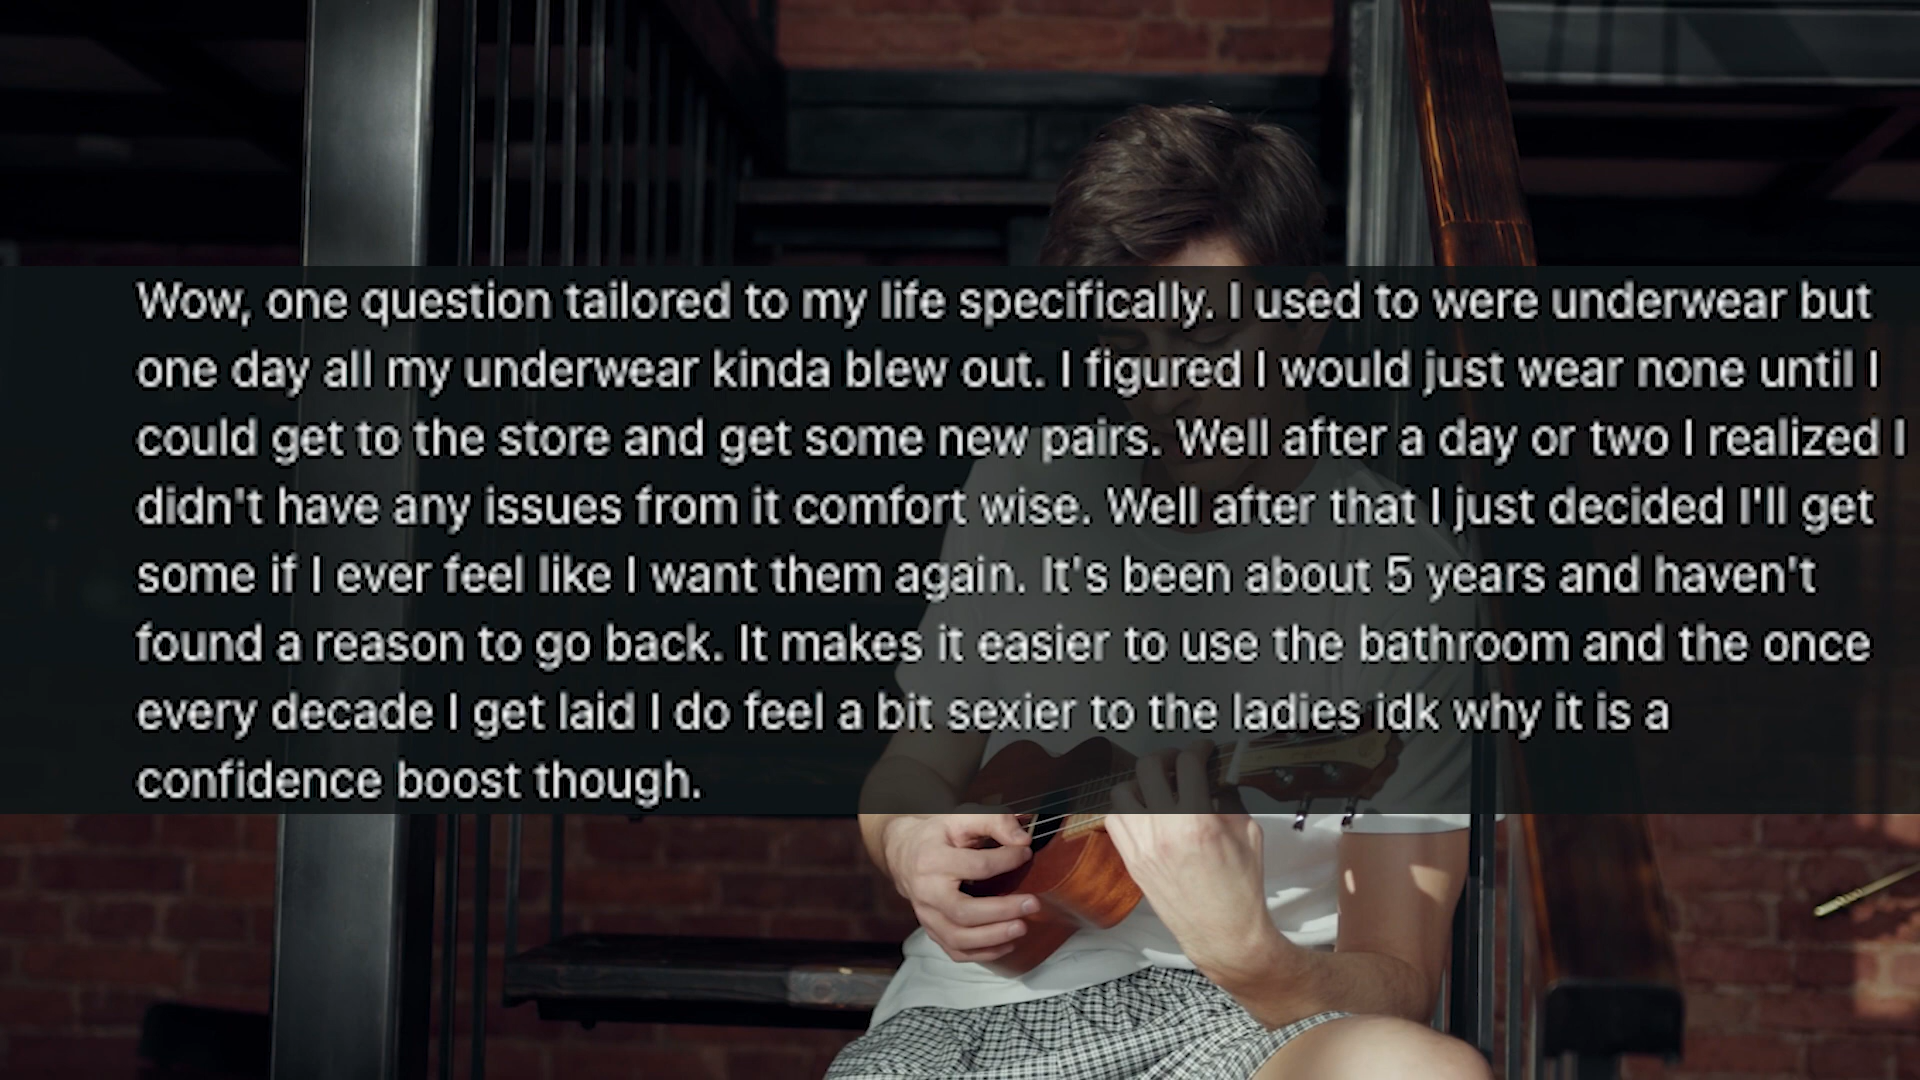 Wow, one question tailored to my life specifically. I used to were underwear but
one day all my underwear kinda blew out. I figured I would just wear none until I
could get to the store and get some new pairs. Well after a day or two I realized I
didn't have any issues from it comfort wise. Well after that I just decided I'll get
some if I ever feel like I want them again. It's been about 5 years and haven't
found a reason to go back. It makes it easier to use the bathroom and the once
every decade I get laid I do feel a bit sexier to the ladies idk why it is a
confidence boost though.